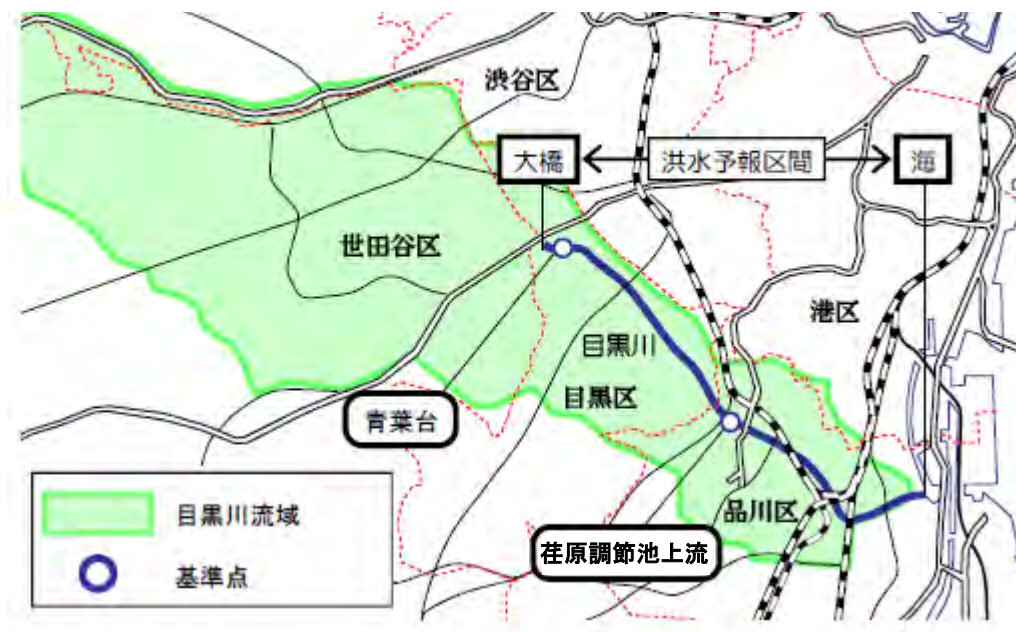 渋谷区
大橋
洪水予報区間
海
世田谷区
港区
目黒川
目黒区
青葉台
品川区
荏原調節池上流
目黒川流域
基準点